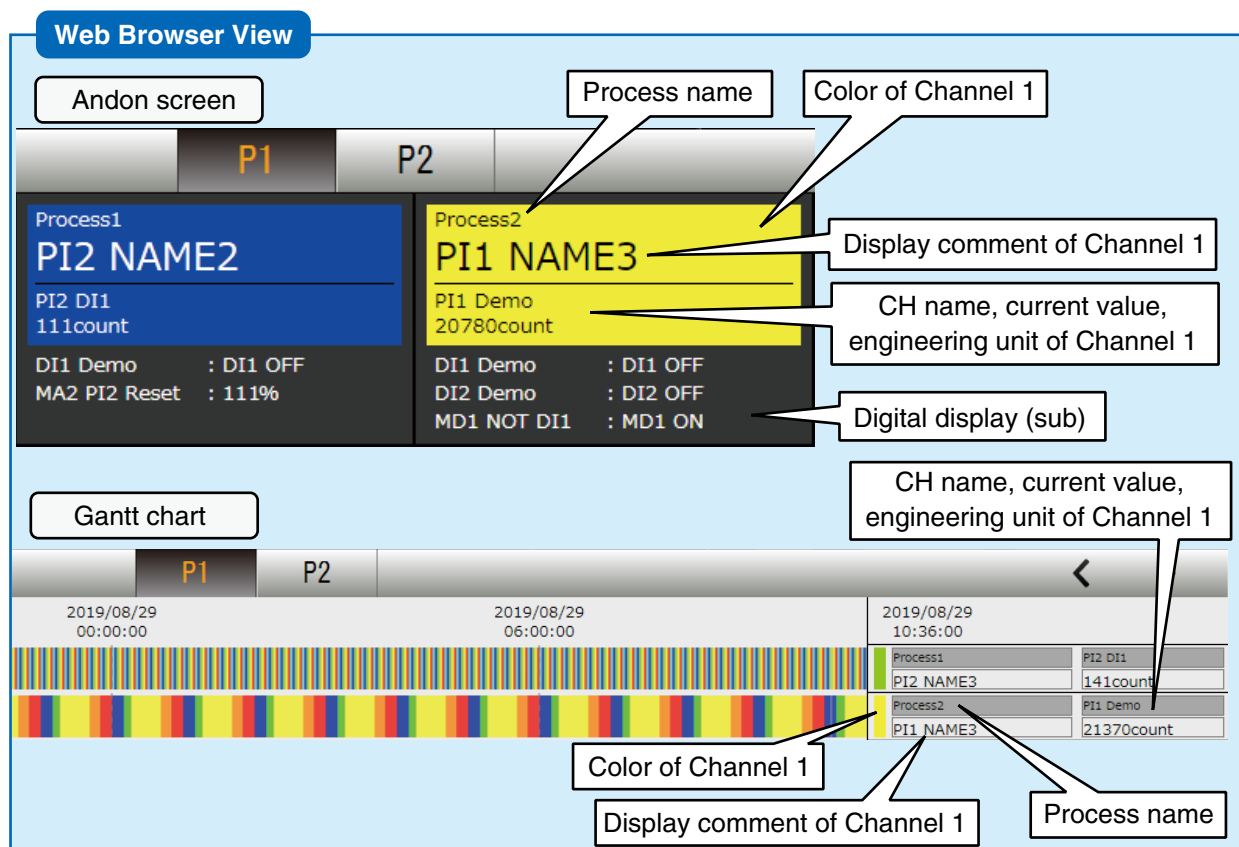 Web Browser View
Andon screen
Process name
Color of Channel 1
P1
P2
Process1
PI2 NAME2
PI2 DI1
111count
DI1 Demo : DI1 OFF
MA2 PI2 Reset : 111%
Process2
PI1 NAME3
PI1 Demo
20780count
DI1 Demo : DI1 OFF
DI2 Demo : DI2 OFF
MD1 NOT DI1 : MD1 ON
Display comment of Channel 1
CH name, current value,
engineering unit of Channel 1
Digital display (sub)
Gantt chart
CH name, current value,
engineering unit of Channel 1
P1
P2
2019/08/29
00:00:00
2019/08/29
06:00:00
2019/08/29
10:36:00
Process1
PI2 DI1
PI2 NAME3
141count
Process2
PI1 Demo
PI1 NAME3
21370count
Color of Channel 1
Display comment of Channel 1
Process name